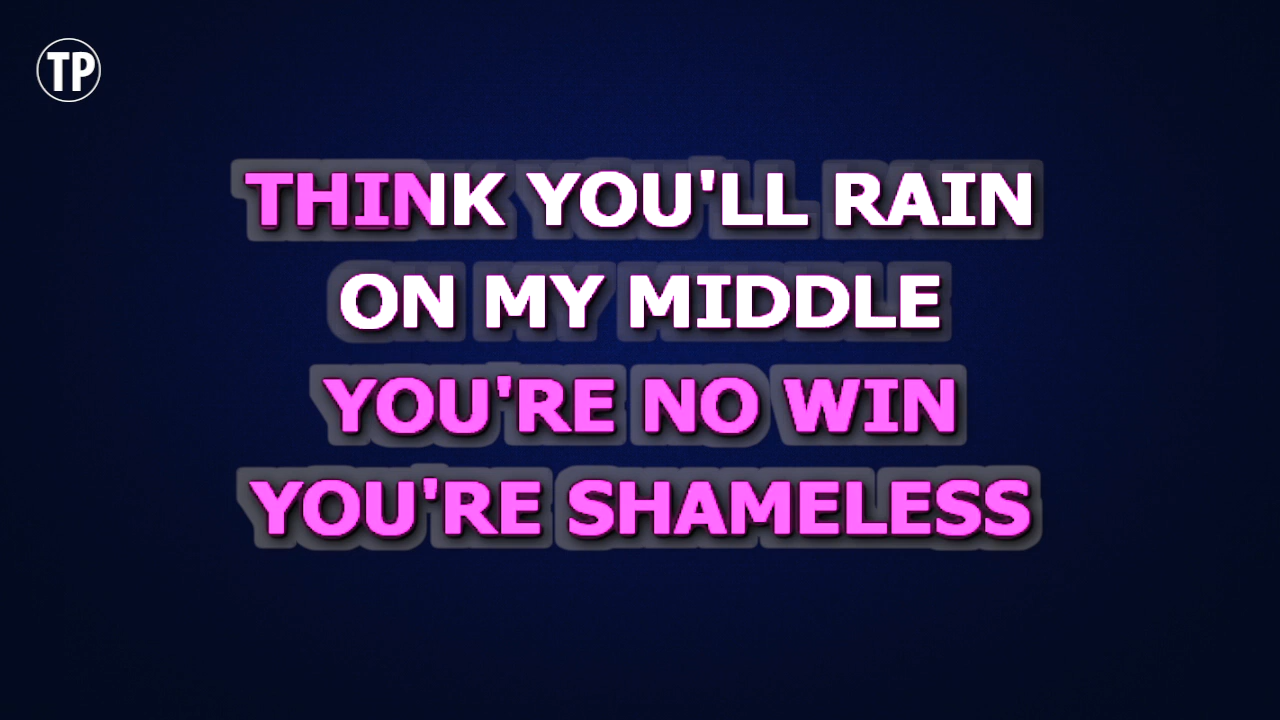 TP
THINK YOU'LL RAIN
ON MY MIDDLE
YOU'RE NO WIN
YOU'RE SHAMELESS